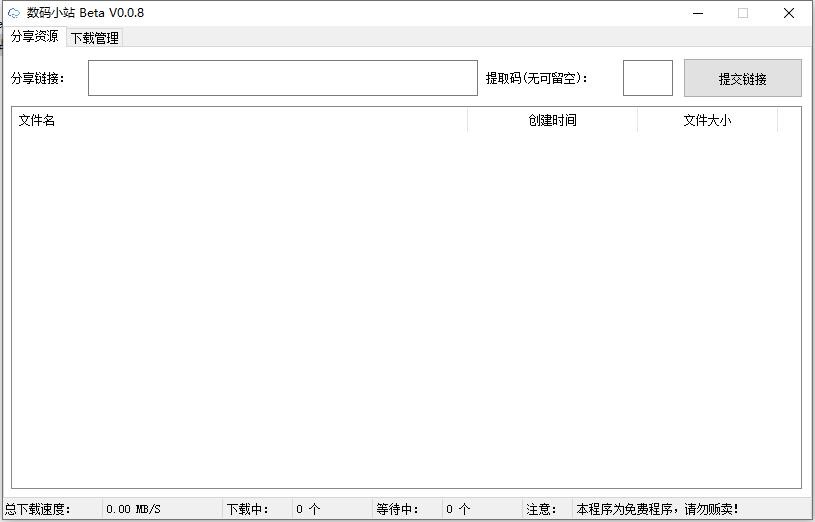 数码小站 Beta V0.0.8
分享资源 下载管理
分享链接： 提取码(无可留空)： 提交链接
文件名 创建时间 文件大小
总下载速度： 0.00 MB/S 下载中： 0 个 等待中： 0 个 注意： 本程序为免费程序，请勿贩卖！